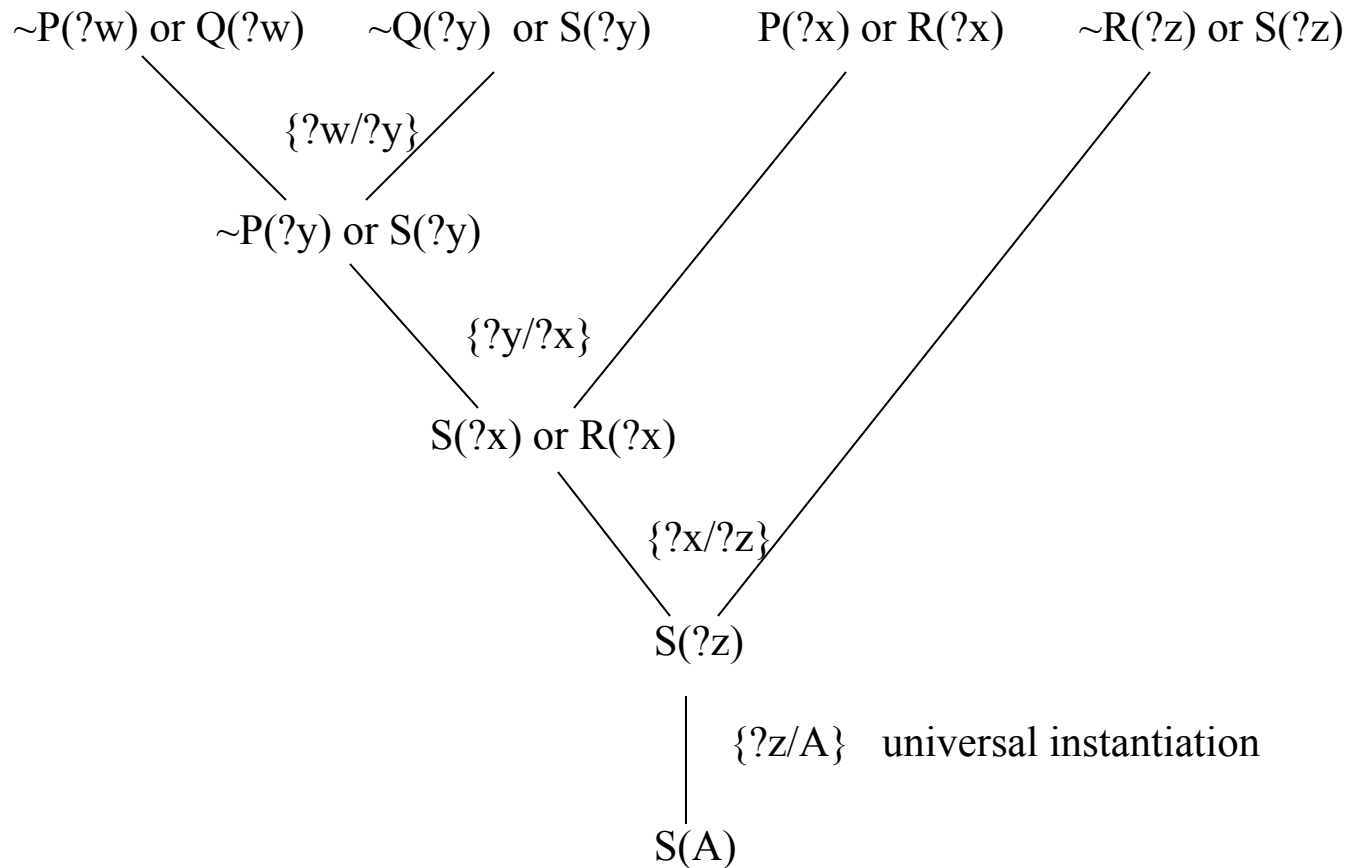 ~P(?w) or Q(?w) ~Q(?y) or S(?y) P(?x) or R(?x) ~R(?z) or S(?z)
{?w/?y}
~P(?y) or S(?y)
{?y/?x}
S(?x) or R(?x)
{?x/?z}
S(?z)
{?z/A} universal instantiation
S(A)